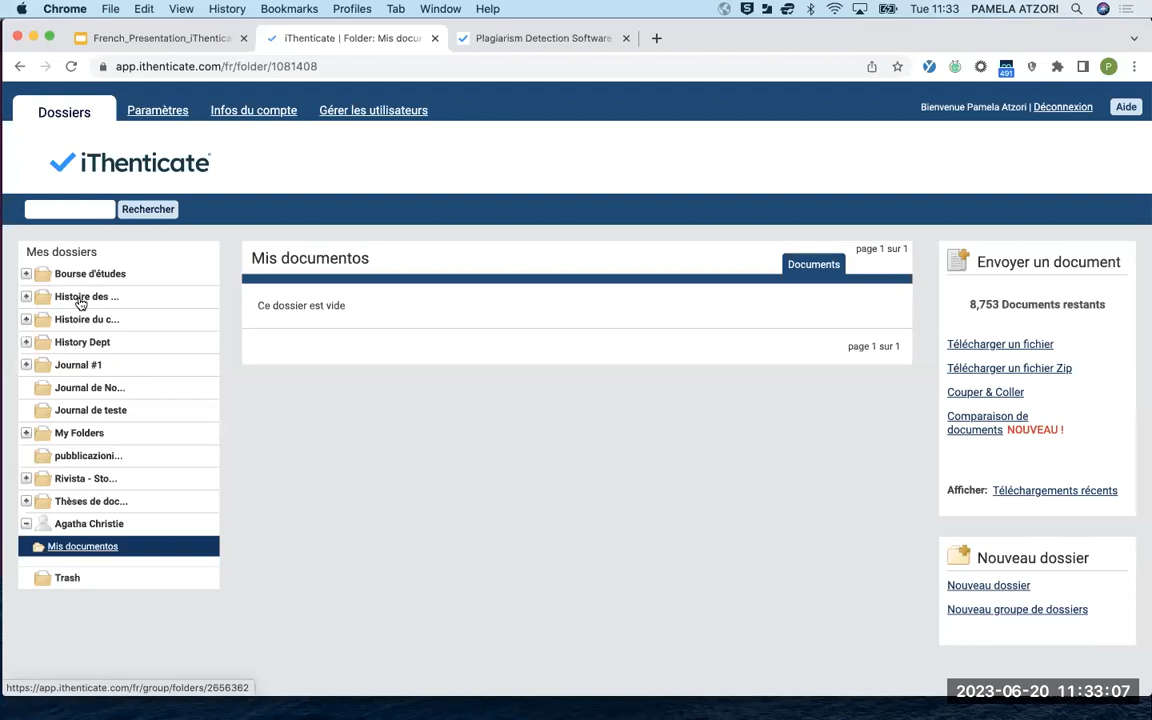 Chrome File Edit View History Bookmarks Profiles Tab Window Help Tue 11:33 PAMELA ATZORI
French_Presentation_iThentica iThenticate | Folder: Mis docur Plagiarism Detection Software
app.ithenticate.com/fr/folder/1081408
491
P
Dossiers Paramètres Infos du compte Gérer les utilisateurs Bienvenue Pamela Atzori | Déconnexion Aide
iThenticate
Rechercher
Mes dossiers
Bourse d'études
Histoire des ...
Histoire du c...
History Dept
Journal #1
Journal de No...
Journal de teste
My Folders
pubblicazioni...
Rivista - Sto...
Thèses de doc...
Agatha Christie
Mis documentos
Trash
Mis documentos
page 1 sur 1
Documents
Ce dossier est vide
page 1 sur 1
Envoyer un document
8,753 Documents restants
Télécharger un fichier
Télécharger un fichier Zip
Couper & Coller
Comparaison de
documents NOUVEAU !
Afficher: Téléchargements récents
Nouveau dossier
Nouveau dossier
Nouveau groupe de dossiers
https://app.ithenticate.com/fr/group/folders/2656362
2023-06-20 11:33:07